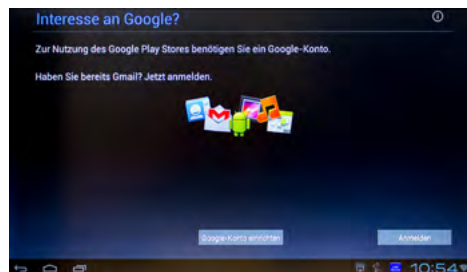 Interesse an Google?
Zur Nutzung des Google Play Stores benötigen Sie ein Google-Konto.
Haben Sie bereits Gmail? Jetzt anmelden.
Google-Konto einrichten
Anmelden
10:54